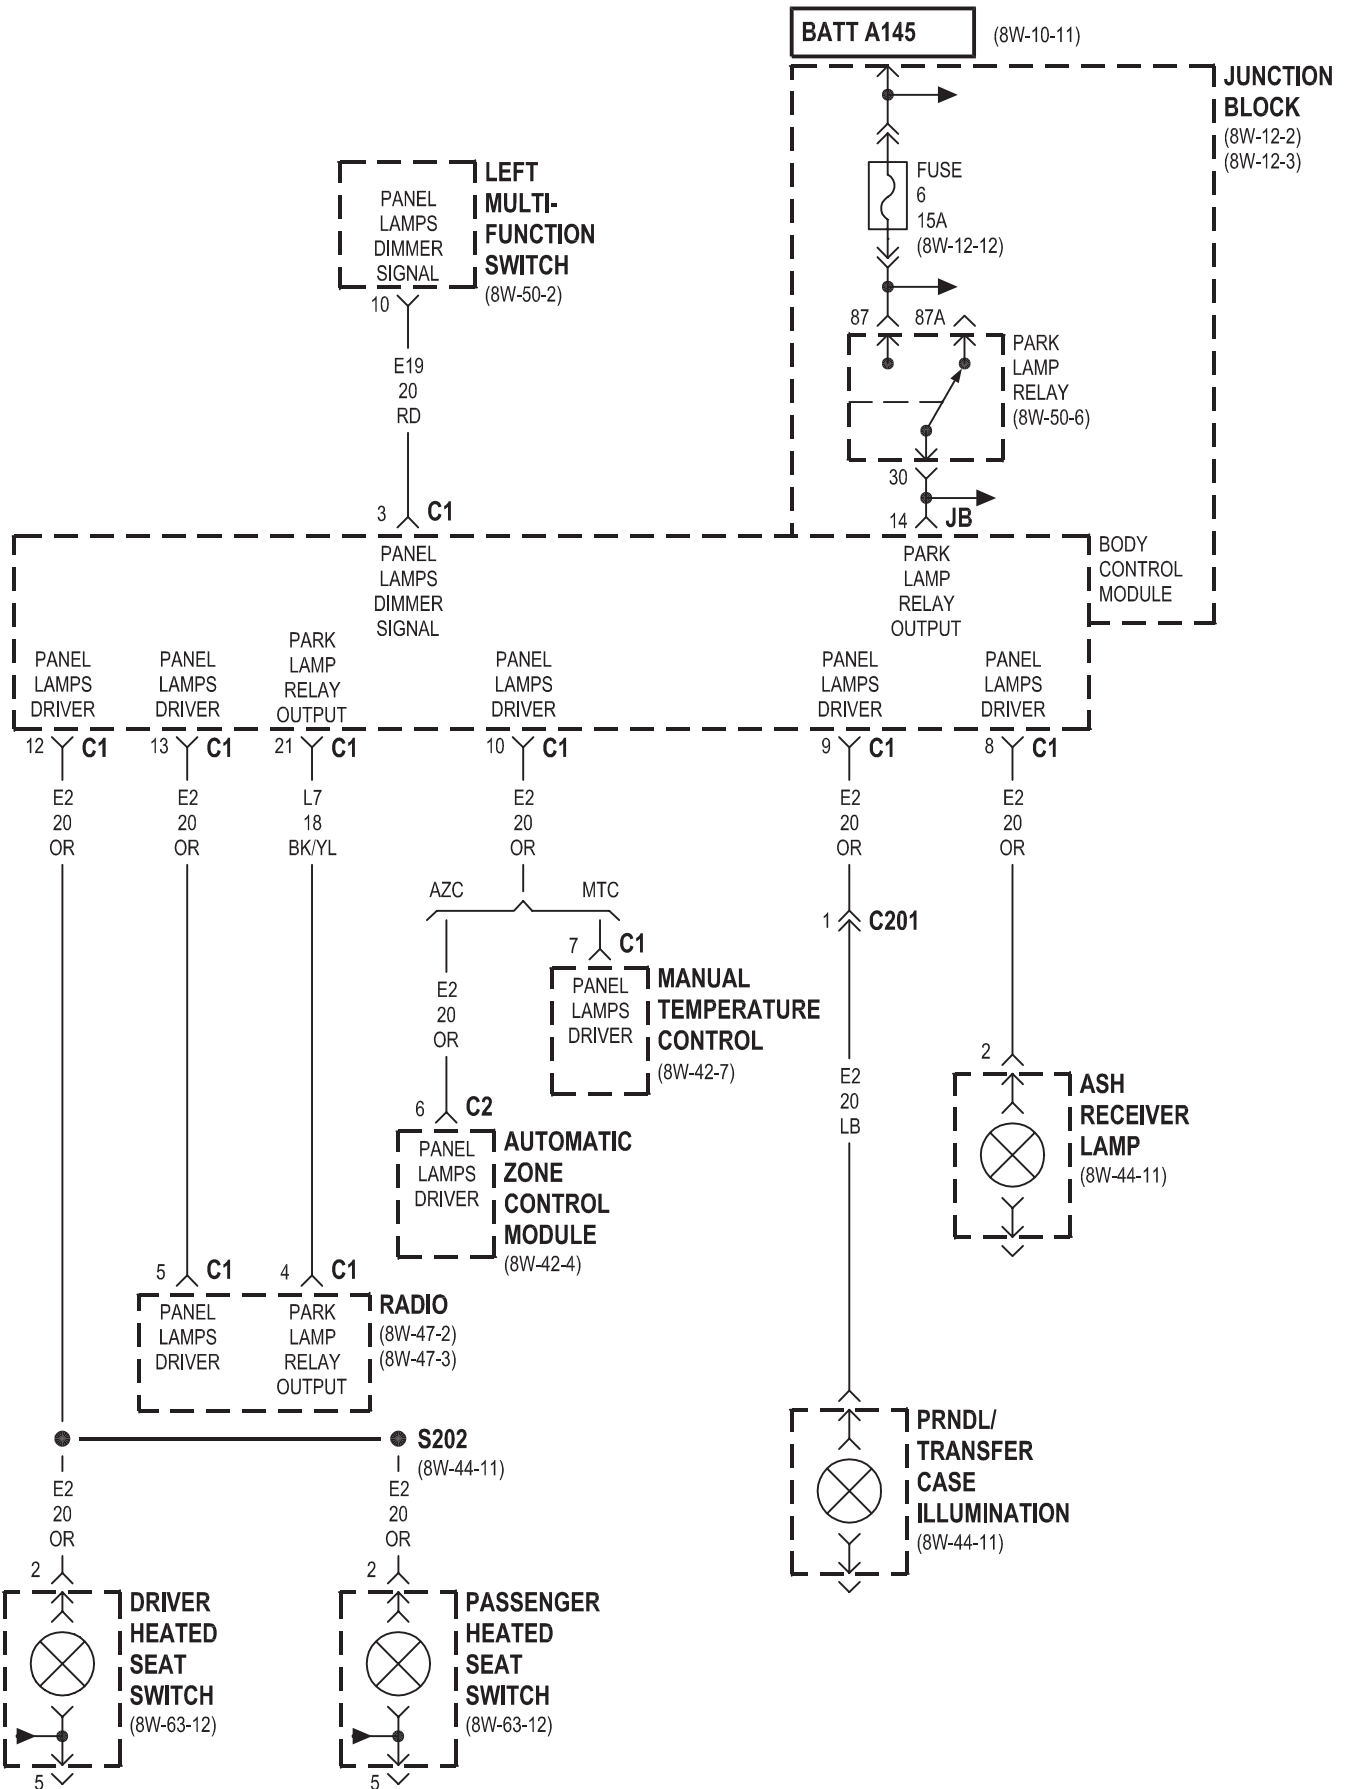 BATT A145
(8W-10-11)
JUNCTION
BLOCK
(8W-12-2)
(8W-12-3)
FUSE
6
15A
(8W-12-12)
LEFT
MULTI-
FUNCTION
SWITCH
(8W-50-2)
PANEL
LAMPS
DIMMER
SIGNAL
10
E19
20
RD
3
C1
87
87A
PARK
LAMP
RELAY
(8W-50-6)
30
14
JB
BODY
CONTROL
MODULE
PANEL
LAMPS
DIMMER
SIGNAL
PARK
LAMP
RELAY
OUTPUT
PANEL
LAMPS
DRIVER
PANEL
LAMPS
DRIVER
PARK
LAMP
RELAY
OUTPUT
PANEL
LAMPS
DRIVER
PANEL
LAMPS
DRIVER
PANEL
LAMPS
DRIVER
12 C1
13 C1
21 C1
10 C1
9 C1
8 C1
E2
20
OR
E2
20
OR
L7
18
BK/YL
E2
20
OR
E2
20
OR
E2
20
OR
AZC
MTC
1
C201
7
C1
PANEL
LAMPS
DRIVER
MANUAL
TEMPERATURE
CONTROL
(8W-42-7)
E2
20
OR
6
C2
PANEL
LAMPS
DRIVER
AUTOMATIC
ZONE
CONTROL
MODULE
(8W-42-4)
E2
20
LB
2
ASH
RECEIVER
LAMP
(8W-44-11)
5
C1
4
C1
PANEL
LAMPS
DRIVER
PARK
LAMP
RELAY
OUTPUT
RADIO
(8W-47-2)
(8W-47-3)
S202
(8W-44-11)
PRNDL/
TRANSFER
CASE
ILLUMINATION
(8W-44-11)
E2
20
OR
E2
20
OR
2
DRIVER
HEATED
SEAT
SWITCH
(8W-63-12)
5
2
PASSENGER
HEATED
SEAT
SWITCH
(8W-63-12)
5